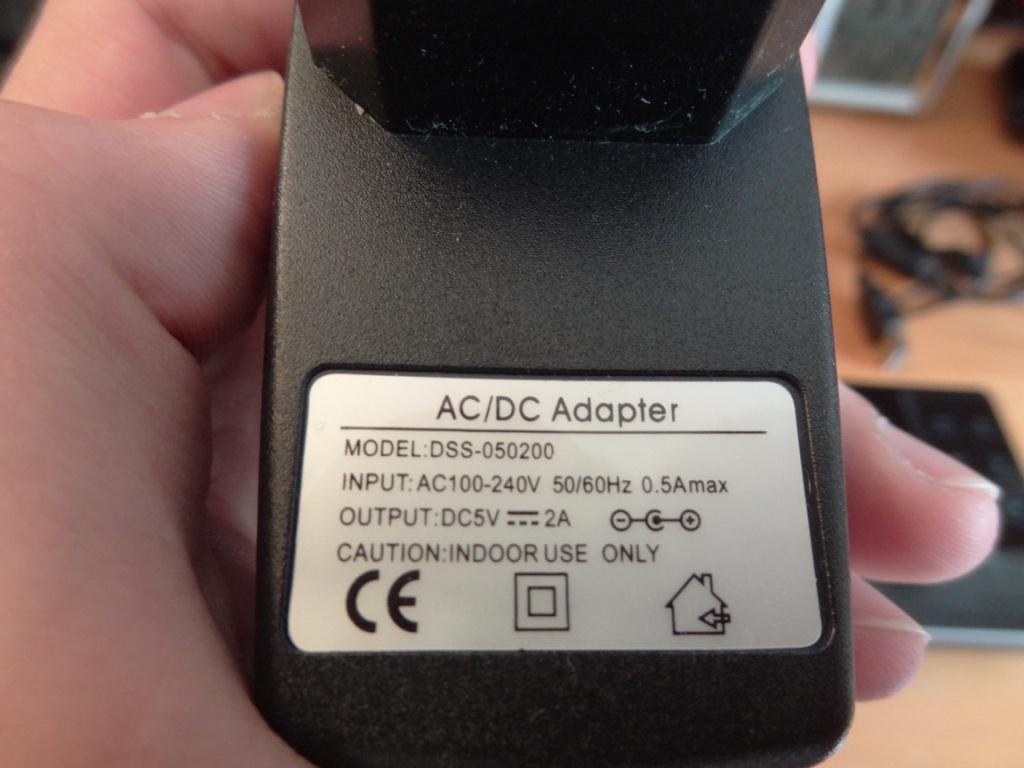 AC/DC Adapter
MODEL:DSS-050200
INPUT:AC100-240V 50/60Hz 0.5Amax
OUTPUT:DC5V ⎓ 2A
CAUTION:INDOOR USE ONLY
CE